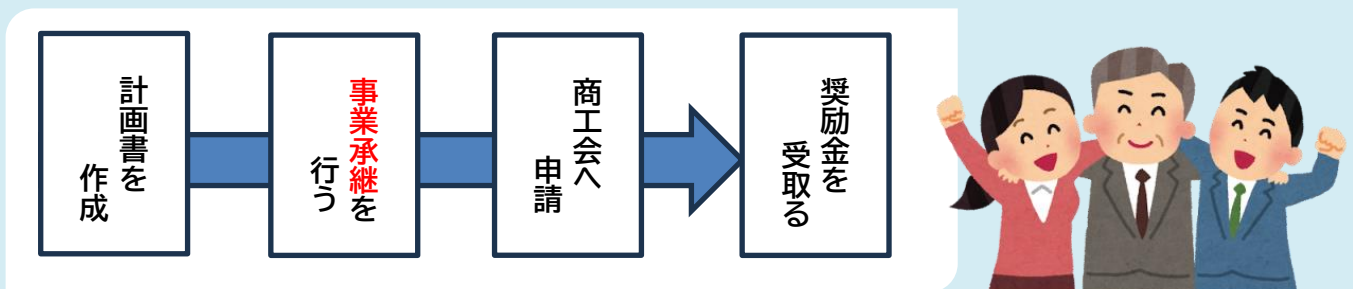 計画書を
作成
事業承継を
行う
商工会へ
申請
奨励金を
受取る